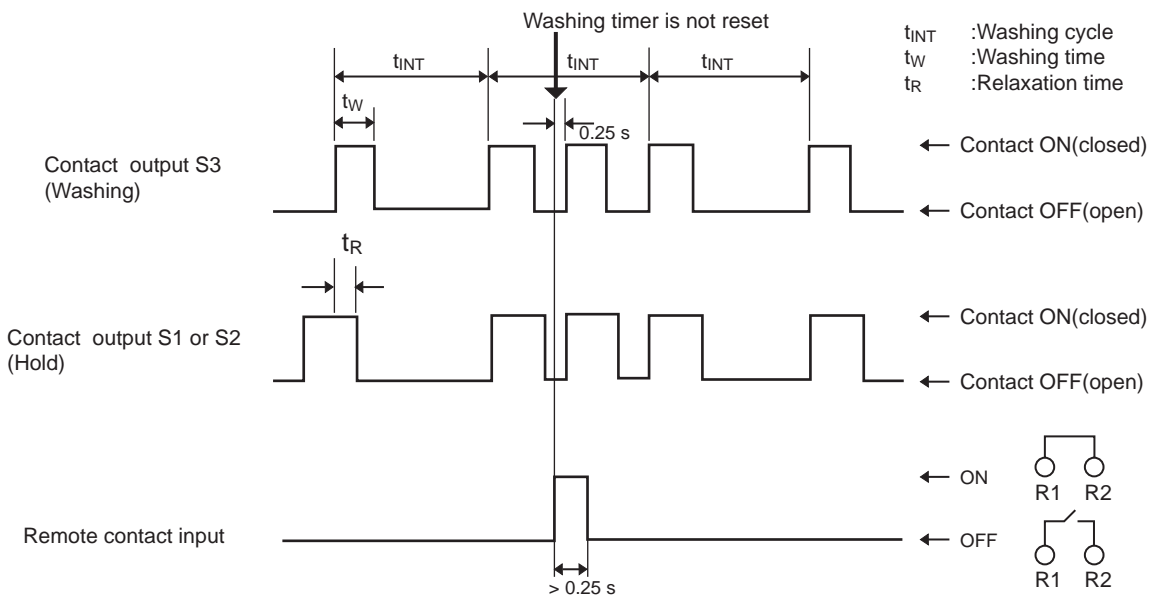 Washing timer is not reset
tINT :Washing cycle
tW :Washing time
tR :Relaxation time
tINT
tINT
tINT
tW
0.25 s
Contact output S3
(Washing)
Contact ON(closed)
Contact OFF(open)
tR
Contact output S1 or S2
(Hold)
Contact ON(closed)
Contact OFF(open)
ON
R1 R2
Remote contact input
OFF
R1 R2
> 0.25 s